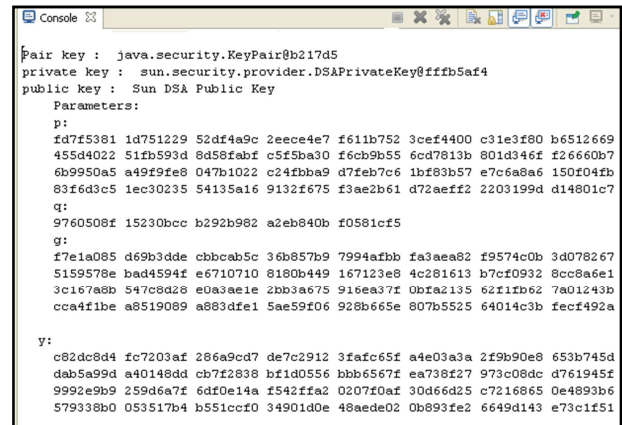 Console
Pair key :  java.security.KeyPair@b217d5
private key :  sun.security.provider.DSAPrivateKey@fffb5af4
public key :  Sun DSA Public Key
Parameters:
p:
fd7f5381 1d751229 52df4a9c 2eece4e7 f611b752 3cef4400 c31e3f80 b6512669
455d4022 51fb593d 8d58fabf c5f5ba30 f6cb9b55 6cd7813b 801d346f f26660b7
6b9950a5 a49f9fe8 047b1022 c24fbba9 d7feb7c6 1bf83b57 e7c6a8a6 150f04fb
83f6d3c5 1ec30235 54135a16 9132f675 f3ae2b61 d72aeff2 2203199d d14801c7
q:
9760508f 15230bcc b292b982 a2eb840b f0581cf5
g:
f7e1a085 d69b3dde cbbcab5c 36b857b9 7994afbb fa3aea82 f9574c0b 3d078267
5159578e bad4594f e6710710 8180b449 167123e8 4c281613 b7cf0932 8cc8a6e1
3c167a8b 547c8d28 e0a3ae1e 2bb3a675 916ea37f 0bfa2135 62f1fb62 7a01243b
cca4f1be a8519089 a883dfe1 5ae59f06 928b665e 807b5525 64014c3b fecf492a
y:
c82dc8d4 fc7203af 286a9cd7 de7c2912 3fafc65f a4e03a3a 2f9b90e8 653b745d
dab5a99d a40148dd cb7f2838 bf1d0556 bbb6567f ea738f27 973c08dc d761945f
9992e9b9 259d6a7f 6df0e14a f542ffa2 0207f0af 30d66d25 c7216865 0e4893b6
579338b0 053517b4 b551ccf0 34901d0e 48aede02 0b893fe2 6649d143 e73c1f51